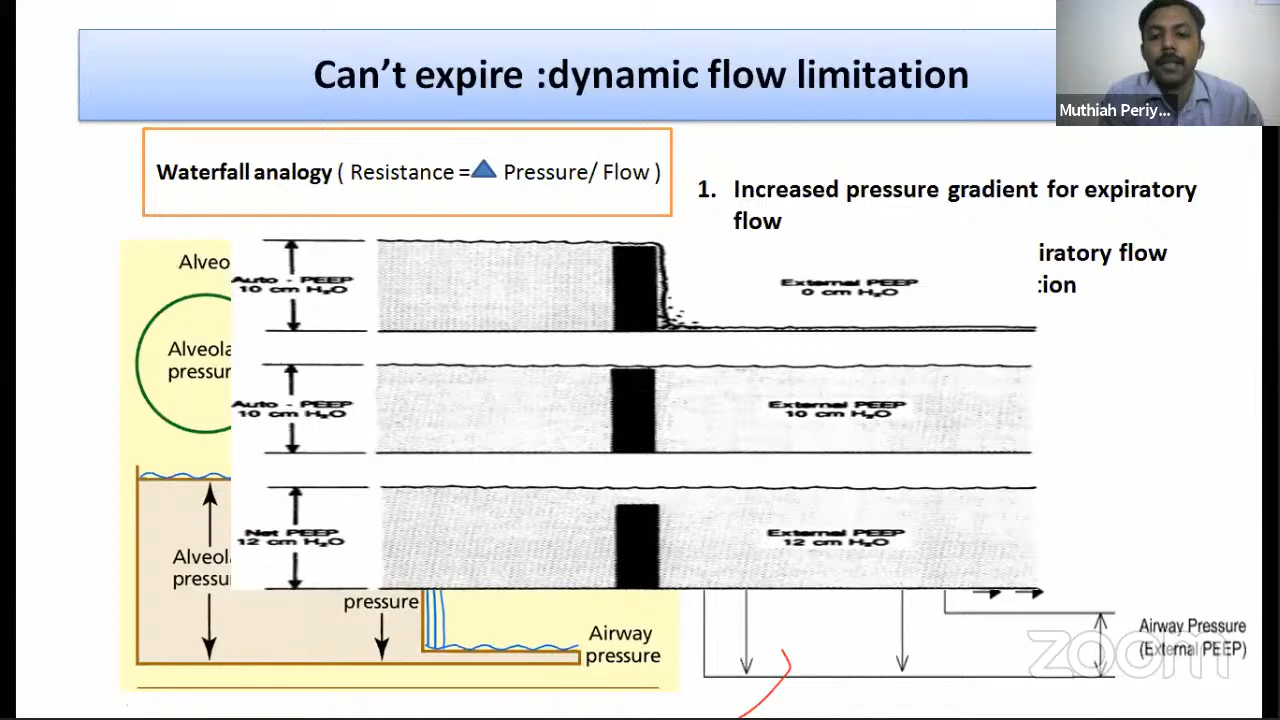 Can't expire :dynamic flow limitation
Muthiah Periy...
Waterfall analogy ( Resistance = Pressure/ Flow )
1. Increased pressure gradient for expiratory
flow
iratory flow
tion
Alveo
Auto - PEEP
10 cm H₂O
External PEEP
0 cm H₂O
Alveola
pressur
Auto - PEEP
10 cm H₂O
External PEEP
10 cm H₂O
Net PEEP
12 cm H₂O
External PEEP
12 cm H₂O
Alveol
pressu
pressure
Airway
pressure
Airway Pressure
(External PEEP)
zoom